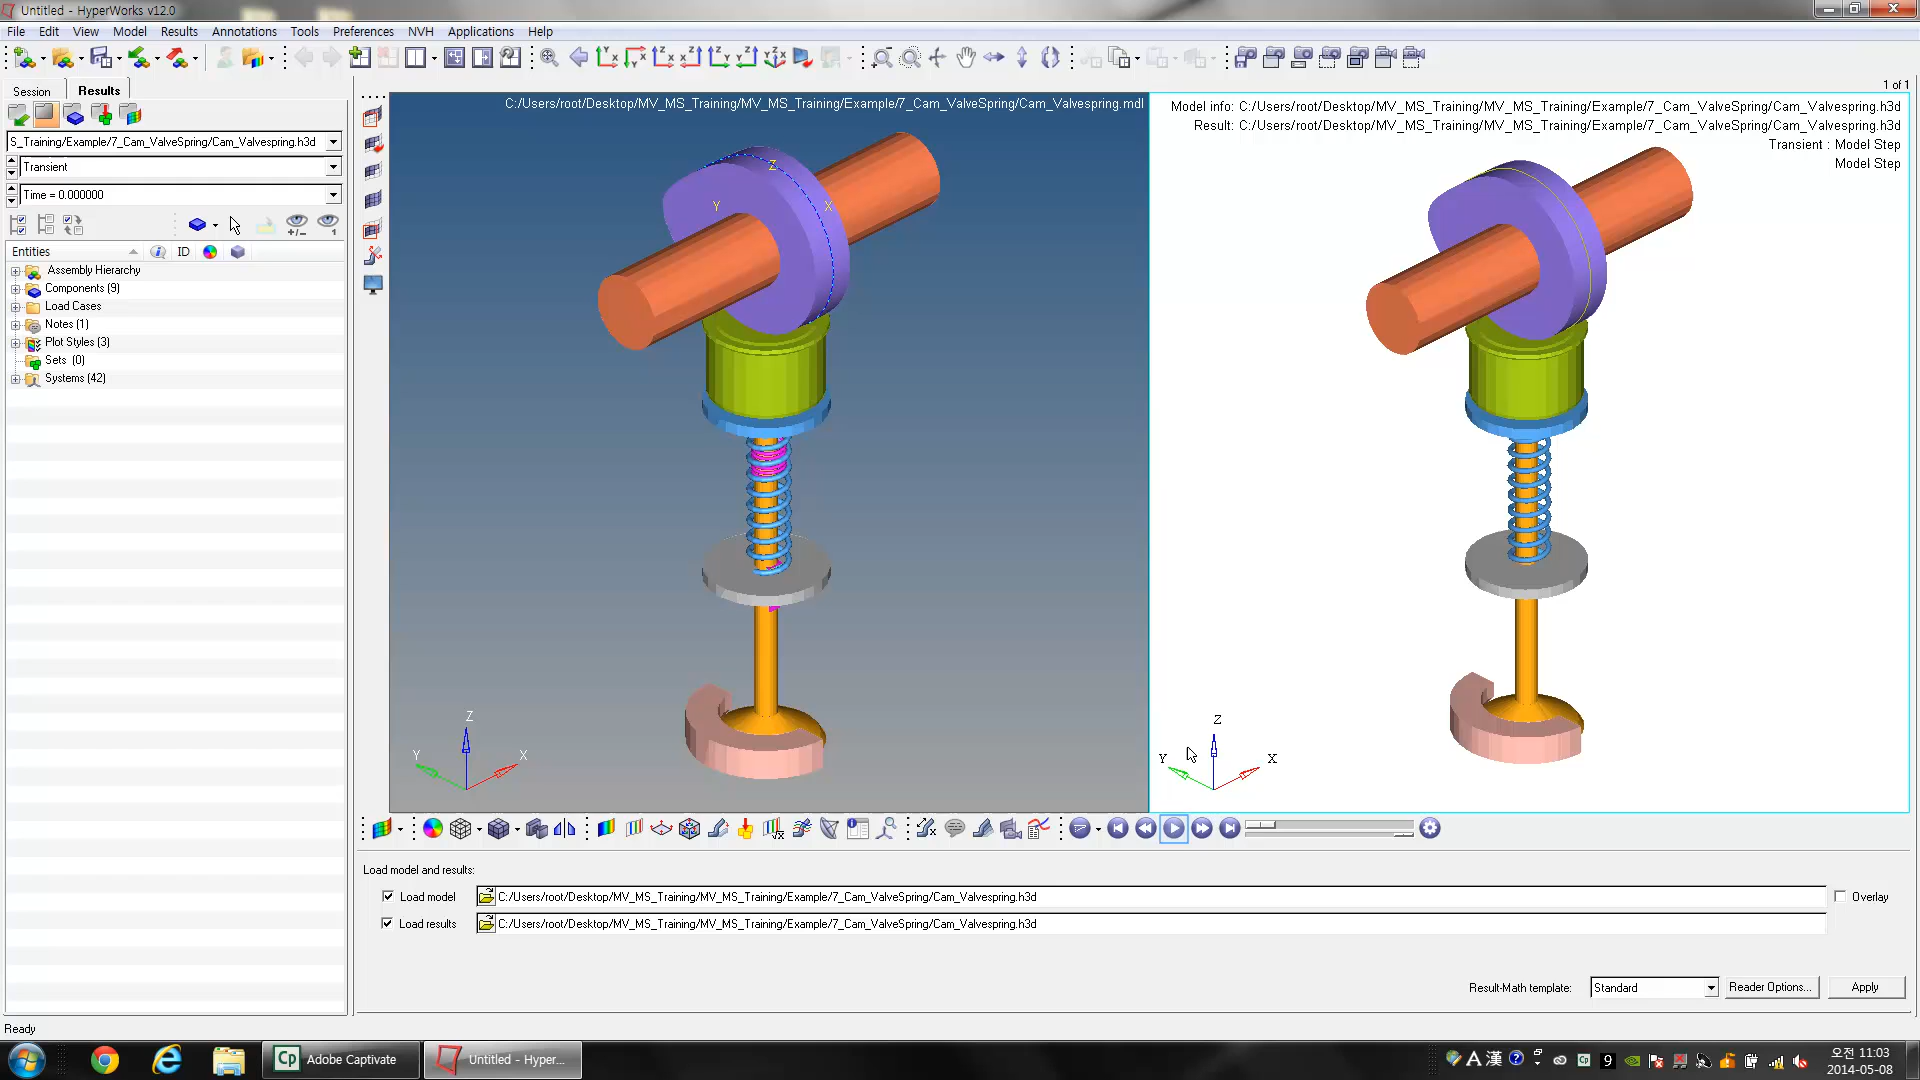 Untitled - HyperWorks v12.0
File Edit View Model Results Annotations Tools Preferences NVH Applications Help
1 of 1
Session Results
S_Training/Example/7_Cam_ValveSpring/Cam_Valvespring.h3d
Transient
Time = 0.000000
Entities ID
Assembly Hierarchy
Components (9)
Load Cases
Notes (1)
Plot Styles (3)
Sets (0)
Systems (42)
C:/Users/root/Desktop/MV_MS_Training/MV_MS_Training/Example/7_Cam_ValveSpring/Cam_Valvespring.mdl
Z
Y X
Z
Y X
Model info: C:/Users/root/Desktop/MV_MS_Training/MV_MS_Training/Example/7_Cam_ValveSpring/Cam_Valvespring.h3d
Result: C:/Users/root/Desktop/MV_MS_Training/MV_MS_Training/Example/7_Cam_ValveSpring/Cam_Valvespring.h3d
Transient : Model Step
Model Step
Z
Y X
Load model and results:
Load model C:/Users/root/Desktop/MV_MS_Training/MV_MS_Training/Example/7_Cam_ValveSpring/Cam_Valvespring.h3d Overlay
Load results C:/Users/root/Desktop/MV_MS_Training/MV_MS_Training/Example/7_Cam_ValveSpring/Cam_Valvespring.h3d
Result-Math template: Standard Reader Options... Apply
Ready
Cp Adobe Captivate Untitled - Hyper...
A 漢
오전 11:03
2014-05-08